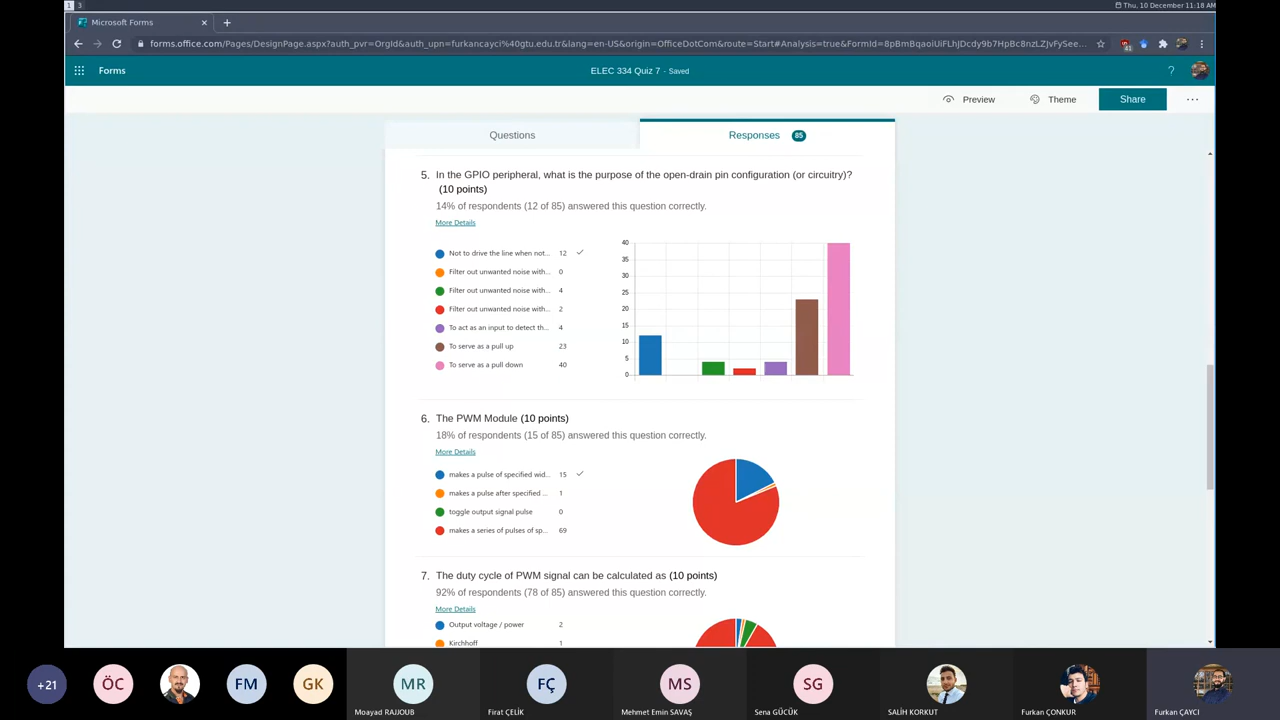 1 3
Thu, 10 December 11:18 AM
Microsoft Forms
forms.office.com/Pages/DesignPage.aspx?auth_pvr=OrgId&auth_upn=furkancayci%40gtu.edu.tr&lang=en-US&origin=OfficeDotCom&route=Start#Analysis=true&FormId=8pBmBqaoiUiFLhJDcdy9b7HpBc8nzLZJvFySee...
Forms
ELEC 334 Quiz 7 - Saved
?
Preview
Theme
Share
Questions
Responses 85
5. In the GPIO peripheral, what is the purpose of the open-drain pin configuration (or circuitry)?
(10 points)
14% of respondents (12 of 85) answered this question correctly.
More Details
Not to drive the line when not... 12
Filter out unwanted noise with... 0
Filter out unwanted noise with... 4
Filter out unwanted noise with... 2
To act as an input to detect th... 4
To serve as a pull up 23
To serve as a pull down 40
40
35
30
25
20
15
10
5
0
6. The PWM Module (10 points)
18% of respondents (15 of 85) answered this question correctly.
More Details
makes a pulse of specified wid... 15
makes a pulse after specified ... 1
toggle output signal pulse 0
makes a series of pulses of sp... 69
7. The duty cycle of PWM signal can be calculated as (10 points)
92% of respondents (78 of 85) answered this question correctly.
More Details
Output voltage / power 2
Kirchhoff 1
+21
ÖC
FM
GK
MR
FÇ
MS
SG
Moayad RAJJOUB
Firat ÇELİK
Mehmet Emin SAVAŞ
Sena GÜCÜK
SALİH KORKUT
Furkan ÇONKUR
Furkan ÇAYCI